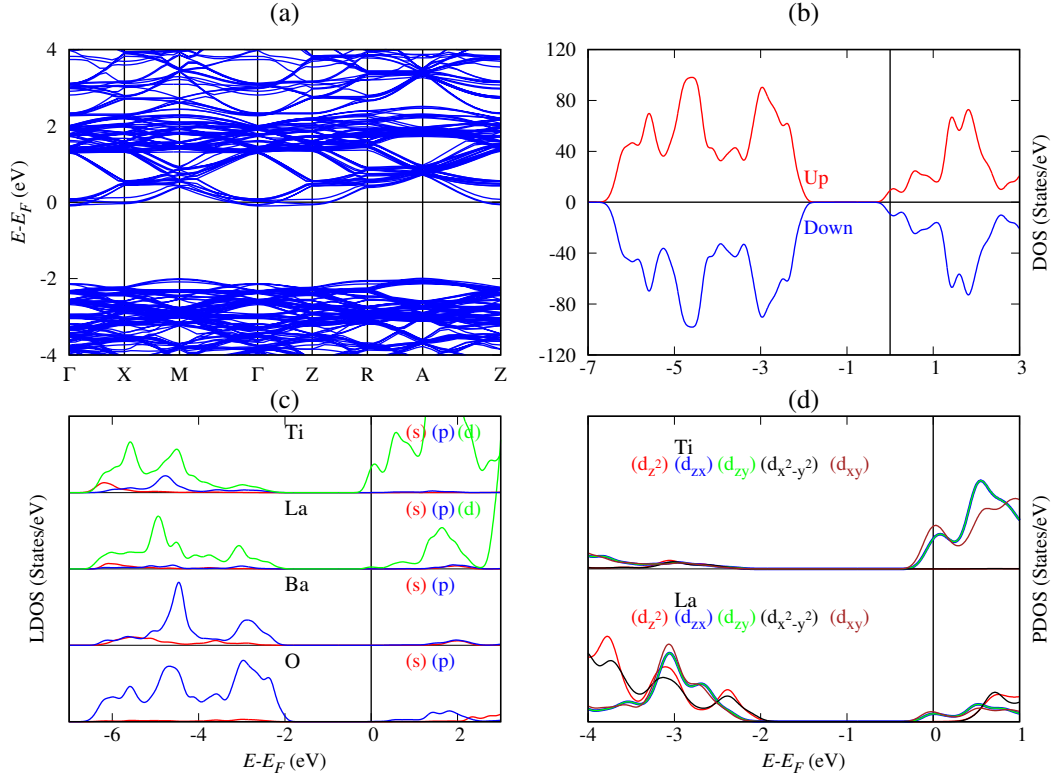 (a)
4
2
0
-2
-4
E-E_F (eV)
Γ X M Γ Z R A Z
(b)
120
80
40
0
-40
-80
-120
Up
Down
DOS (States/eV)
-7 -5 -3 -1 1 3
(c)
Ti
(s) (p) (d)
La
(s) (p) (d)
Ba
(s) (p)
O
(s) (p)
LDOS (States/eV)
-6 -4 -2 0 2
E-E_F (eV)
(d)
Ti
(d_z²) (d_zx) (d_zy) (d_x²-y²) (d_xy)
La
(d_z²) (d_zx) (d_zy) (d_x²-y²) (d_xy)
PDOS (States/eV)
-4 -3 -2 -1 0 1
E-E_F (eV)